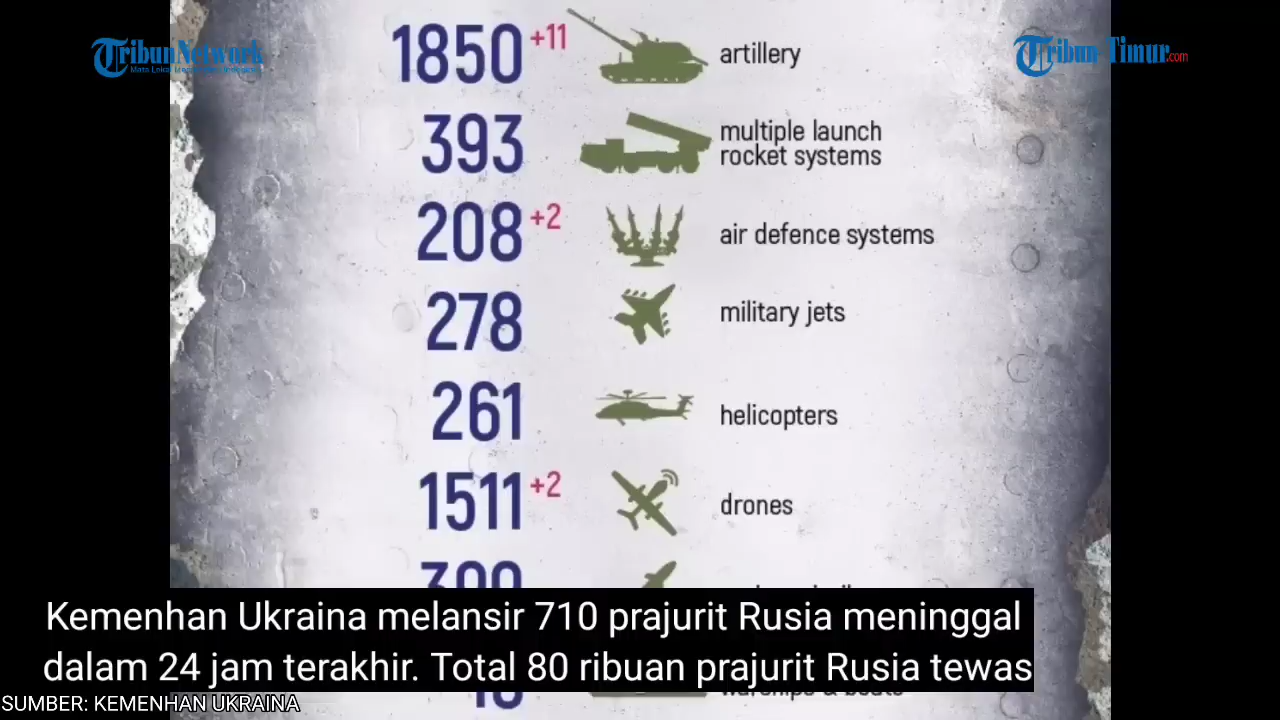 TribunNetwork
Tribun-Timur.com
1850 +11 artillery
393 multiple launch
rocket systems
208 +2 air defence systems
278 military jets
261 helicopters
1511 +2 drones
Kemenhan Ukraina melansir 710 prajurit Rusia meninggal
dalam 24 jam terakhir. Total 80 ribuan prajurit Rusia tewas
warships & boats
SUMBER: KEMENHAN UKRAINA